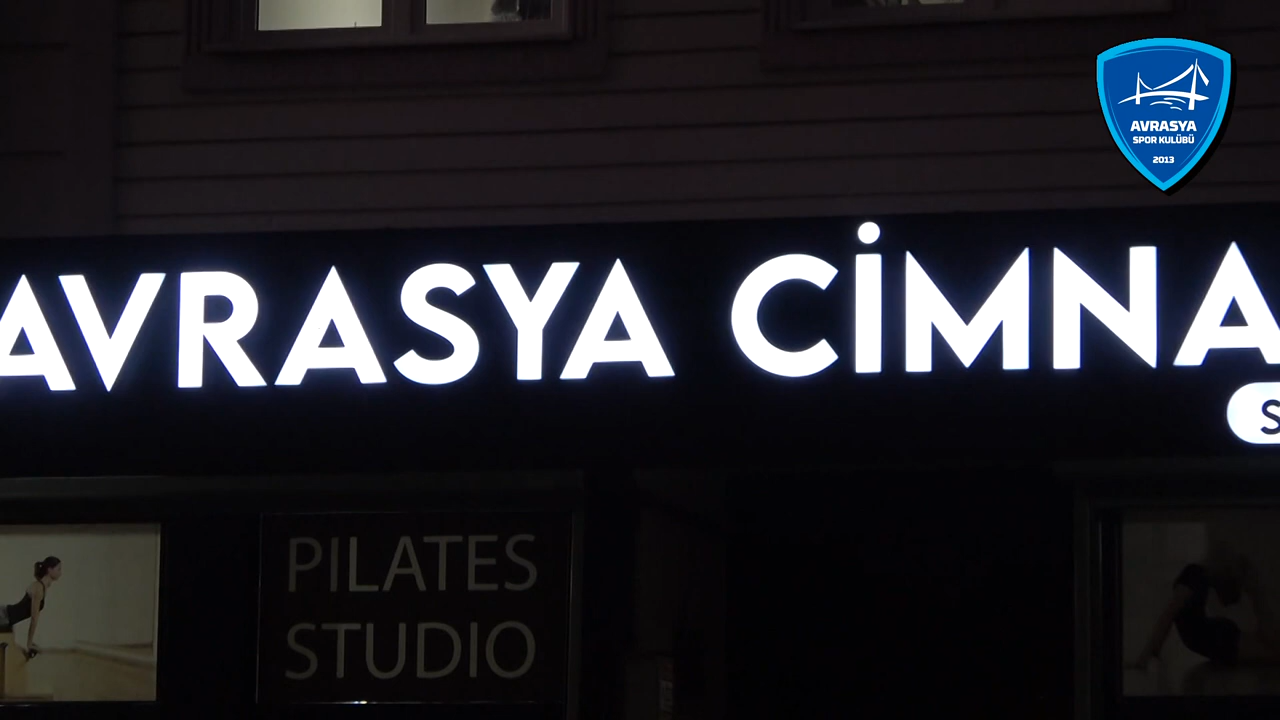 AVRASYA
SPOR KULÜBÜ
2013
AVRASYA CİMNA
S
PILATES
STUDIO